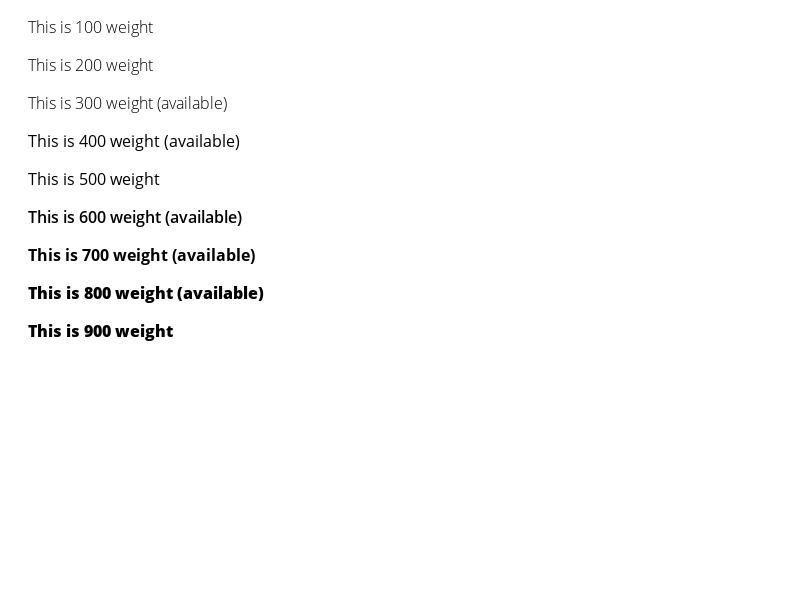 This is 100 weight
This is 200 weight
This is 300 weight (available)
This is 400 weight (available)
This is 500 weight
This is 600 weight (available)
This is 700 weight (available)
This is 800 weight (available)
This is 900 weight